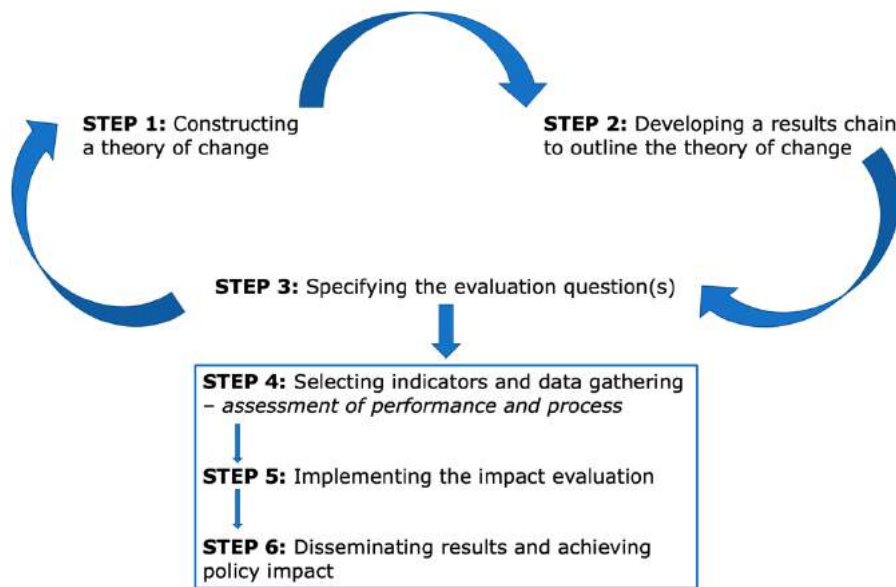 STEP 1: Constructing
a theory of change
STEP 2: Developing a results chain
to outline the theory of change
STEP 3: Specifying the evaluation question(s)
STEP 4: Selecting indicators and data gathering
– assessment of performance and process
STEP 5: Implementing the impact evaluation
STEP 6: Disseminating results and achieving
policy impact